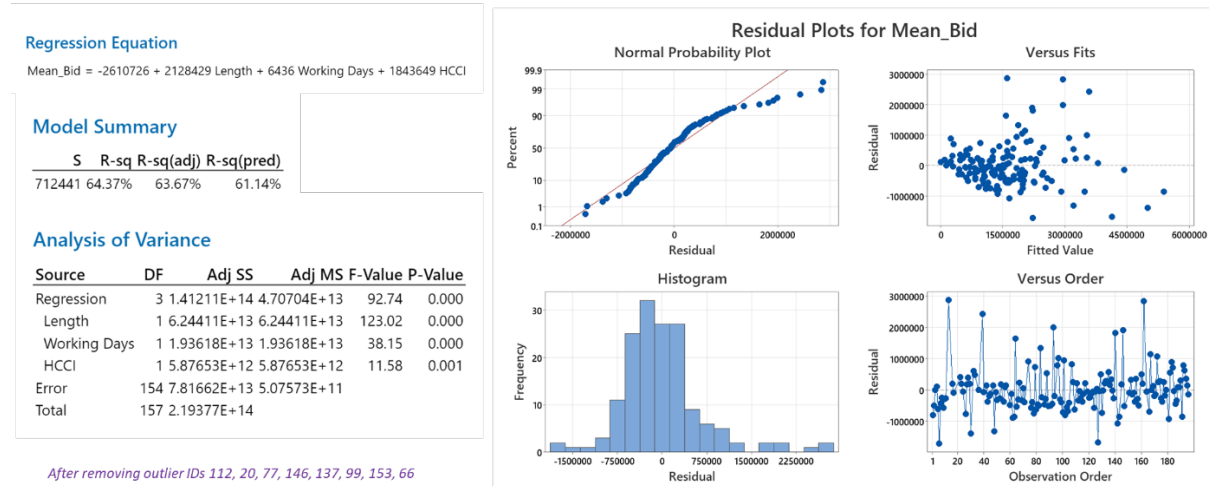 Regression Equation
Mean_Bid = -2610726 + 2128429 Length + 6436 Working Days + 1843649 HCCI
Model Summary
S R-sq R-sq(adj) R-sq(pred)
712441 64.37% 63.67% 61.14%
Analysis of Variance
Source DF Adj SS Adj MS F-Value P-Value
Regression 3 1.41211E+14 4.70704E+13 92.74 0.000
Length 1 6.24411E+13 6.24411E+13 123.02 0.000
Working Days 1 1.93618E+13 1.93618E+13 38.15 0.000
HCCI 1 5.87653E+12 5.87653E+12 11.58 0.001
Error 154 7.81662E+13 5.07573E+11
Total 157 2.19377E+14
After removing outlier IDs 112, 20, 77, 146, 137, 99, 153, 66
Residual Plots for Mean_Bid
Normal Probability Plot
99.9
99
90
50
10
1
0.1
Percent
-2000000 0 2000000
Residual
Versus Fits
3000000
2000000
1000000
0
-1000000
Residual
0 1500000 3000000 4500000 6000000
Fitted Value
Histogram
30
20
10
0
Frequency
-1500000 -750000 0 750000 1500000 2250000
Residual
Versus Order
3000000
2000000
1000000
0
-1000000
Residual
1 20 40 60 80 100 120 140 160 180
Observation Order